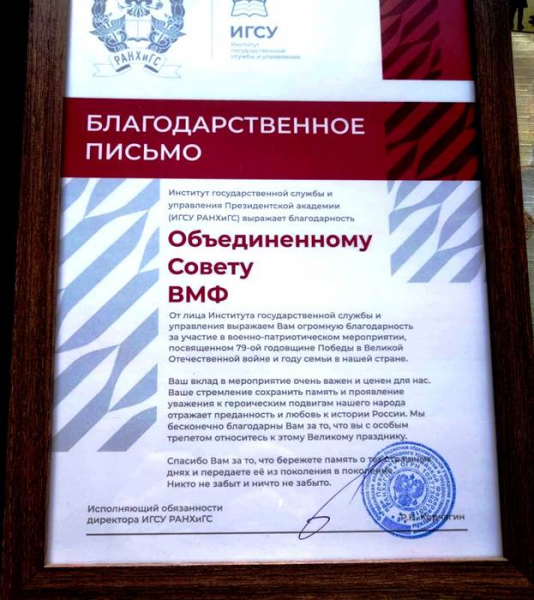 РАНХиГС
ИГСУ
Институт
государственной
службы и управления
БЛАГОДАРСТВЕННОЕ
ПИСЬМО
Институт государственной службы и
управления Президентской академии
(ИГСУ РАНХиГС) выражает благодарность
Объединенному
Совету
ВМФ
От лица Института государственной службы и
управления выражаем Вам огромную благодарность
за участие в военно-патриотическом мероприятии,
посвященном 79-ой годовщине Победы в Великой
Отечественной войне и году семьи в нашей стране.
Ваш вклад в мероприятие очень важен и ценен для нас.
Ваше стремление сохранить память и проявление
уважения к героическим подвигам нашего народа
отражает преданность и любовь к истории России. Мы
бесконечно благодарны Вам за то, что вы с особым
трепетом относитесь к этому Великому празднику.
Спасибо Вам за то, что бережете память о тех
днях и передаете её из поколения в поколение.
Никто не забыт и ничто не забыто.
Исполняющий обязанности
директора ИГСУ РАНХиГС
Корчагин